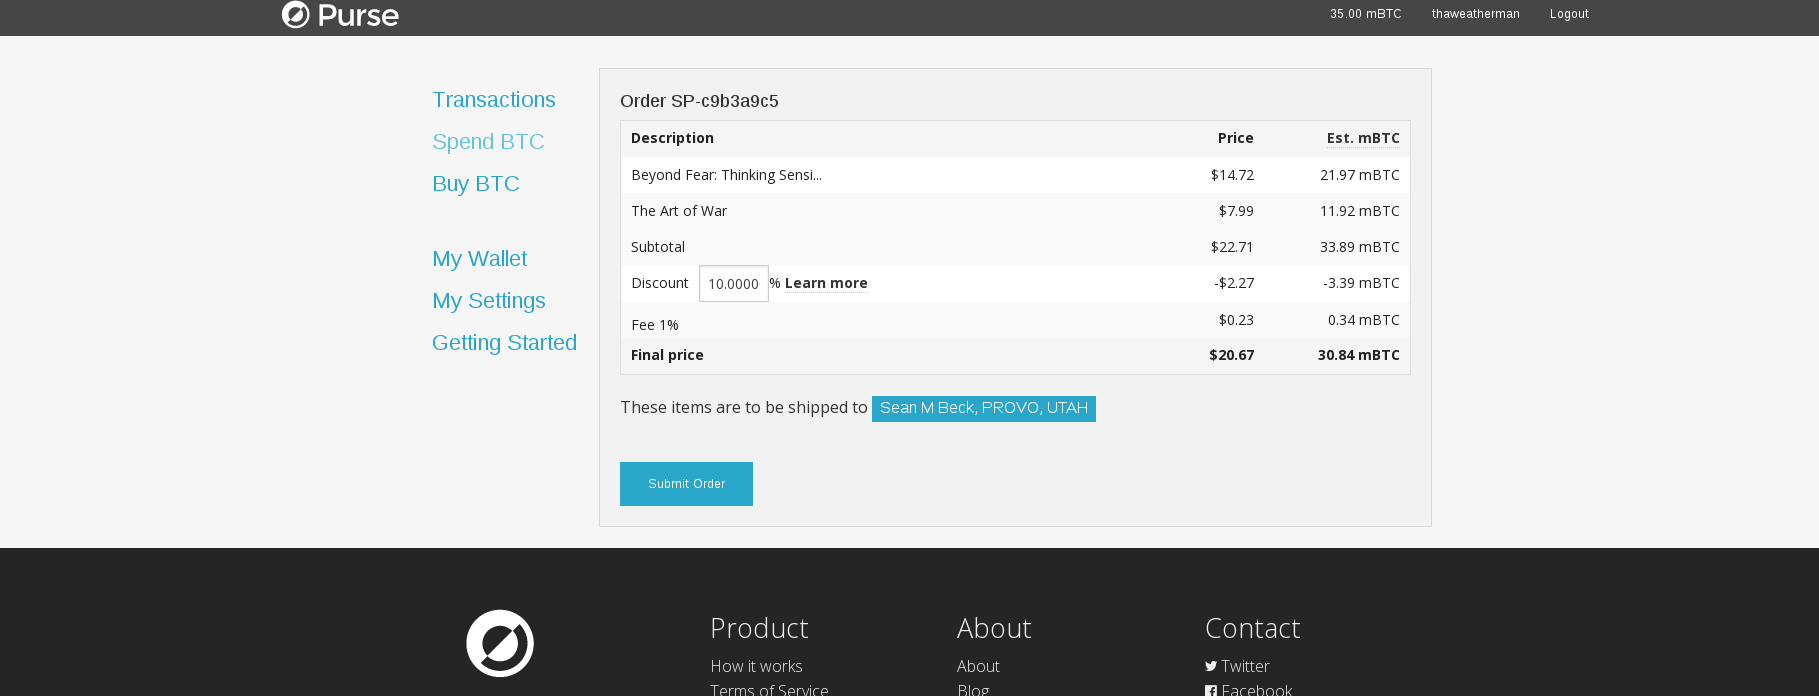 Purse 35.00 mBTC thaweatherman Logout
Transactions
Spend BTC
Buy BTC
My Wallet
My Settings
Getting Started
Order SP-c9b3a9c5
Description Price Est. mBTC
Beyond Fear: Thinking Sensi... $14.72 21.97 mBTC
The Art of War $7.99 11.92 mBTC
Subtotal $22.71 33.89 mBTC
Discount 10.0000 % Learn more -$2.27 -3.39 mBTC
Fee 1% $0.23 0.34 mBTC
Final price $20.67 30.84 mBTC
These items are to be shipped to Sean M Beck, PROVO, UTAH
Submit Order
Product About Contact
How it works About Twitter
Terms of Service Blog Facebook